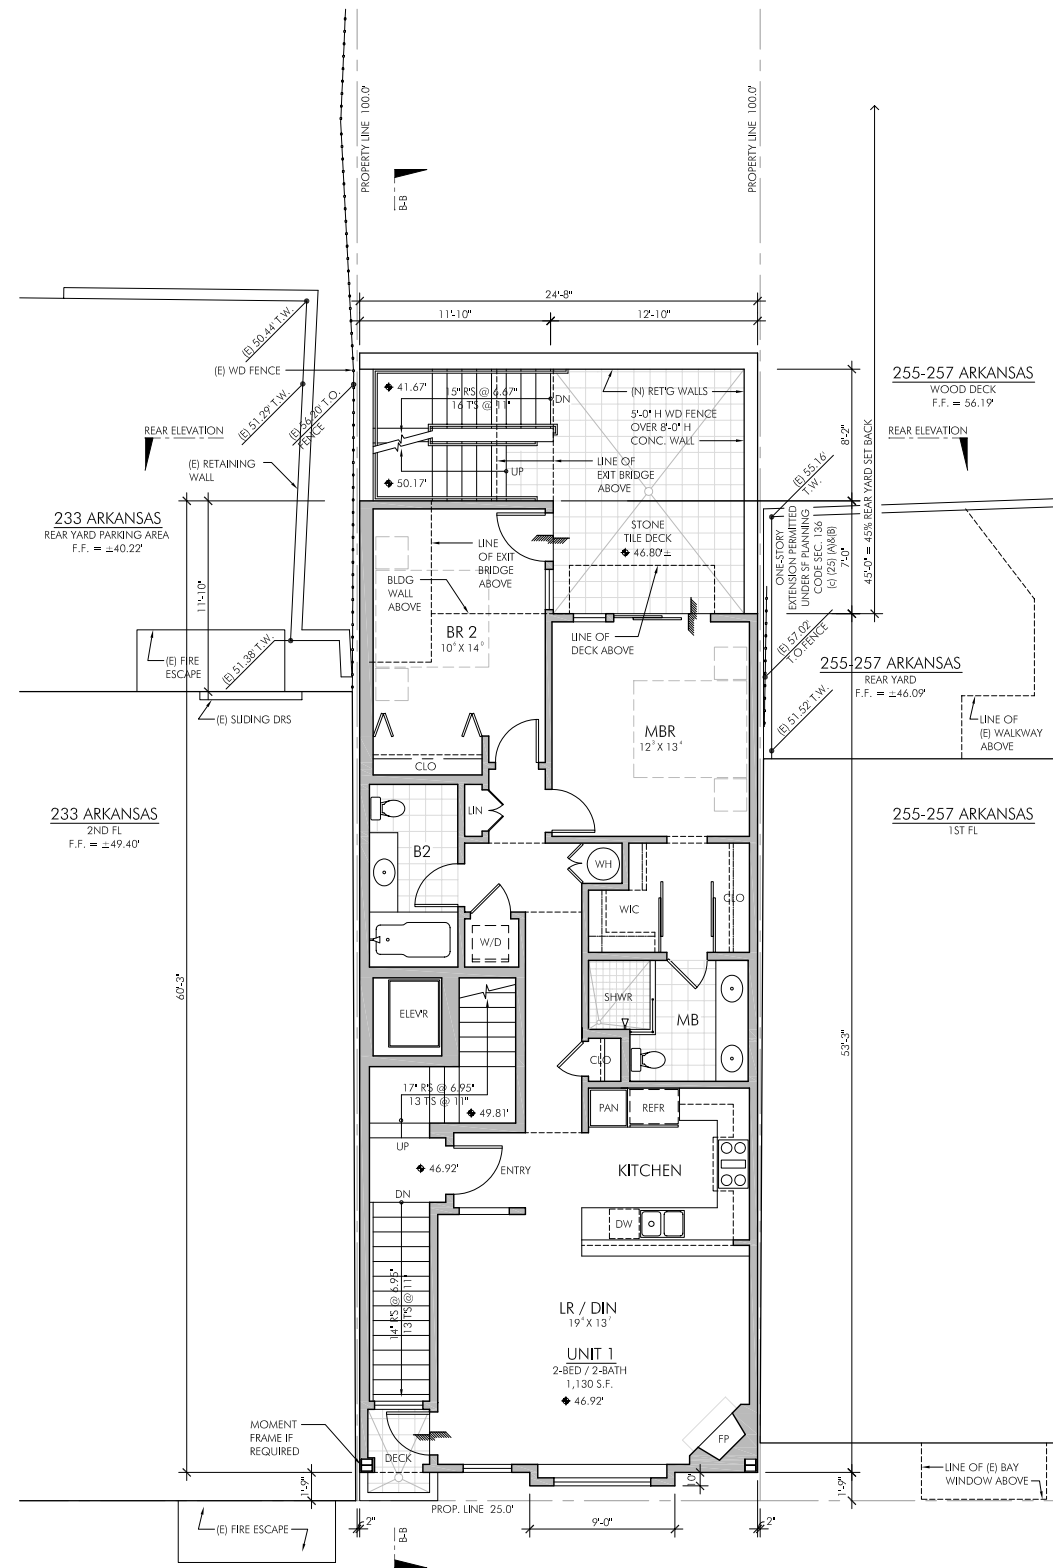 PROPERTY LINE 100.0'
PROPERTY LINE 100.0'
B-B
24'-8"
11'-10"
12'-10"
(E) 50.44' T.W.
(E) WD FENCE
(E) 51.29' T.W.
(E) 56.20' T.O.
FENCE
REAR ELEVATION
(E) RETAINING
WALL
233 ARKANSAS
REAR YARD PARKING AREA
F.F. = ±40.22'
11'-10"
(E) FIRE
ESCAPE
(E) 51.38' T.W.
(E) SLIDING DRS
233 ARKANSAS
2ND FL
F.F. = ±49.40'
60'-3"
41.67'
15" R'S @ 6.67"
16 T'S @ 11"
DN
UP
50.17'
(N) RET'G WALLS
5'-0" H WD FENCE
OVER 8'-0" H
CONC. WALL
LINE OF
EXIT BRIDGE
ABOVE
STONE
TILE DECK
46.80'±
LINE
OF EXIT
BRIDGE
ABOVE
BLDG
WALL
ABOVE
BR 2
LINE OF
DECK ABOVE
MBR
CLO
LIN
B2
WH
WIC
CLO
W/D
ELEV'R
SHWR
MB
CLO
17" R'S @ 6.95"
13 T'S @ 11"
49.81'
PAN
REFR
UP
46.92'
ENTRY
KITCHEN
DN
DW
14" R'S @ 6.95"
13 T'S @ 11"
LR / DIN
UNIT 1
2-BED / 2-BATH
1,130 S.F.
46.92'
FP
DECK
MOMENT
FRAME IF
REQUIRED
1'-9"
(E) FIRE ESCAPE
PROP. LINE 25.0'
2"
B-B
9'-0"
10"
2"
1'-9"
LINE OF (E) BAY
WINDOW ABOVE
53'-3"
8'-2"
7'-0"
45'-0" = 45% REAR YARD SET BACK
ONE-STORY
EXTENSION PERMITTED
UNDER SF PLANNING
CODE SEC. 136
(c) (25) (A)&(B)
255-257 ARKANSAS
WOOD DECK
F.F. = 56.19'
REAR ELEVATION
(E) 55.16'
T.W.
(E) 57.02'
T.O.FENCE
255-257 ARKANSAS
REAR YARD
F.F. = ±46.09'
(E) 51.52' T.W.
LINE OF
(E) WALKWAY
ABOVE
255-257 ARKANSAS
1ST FL